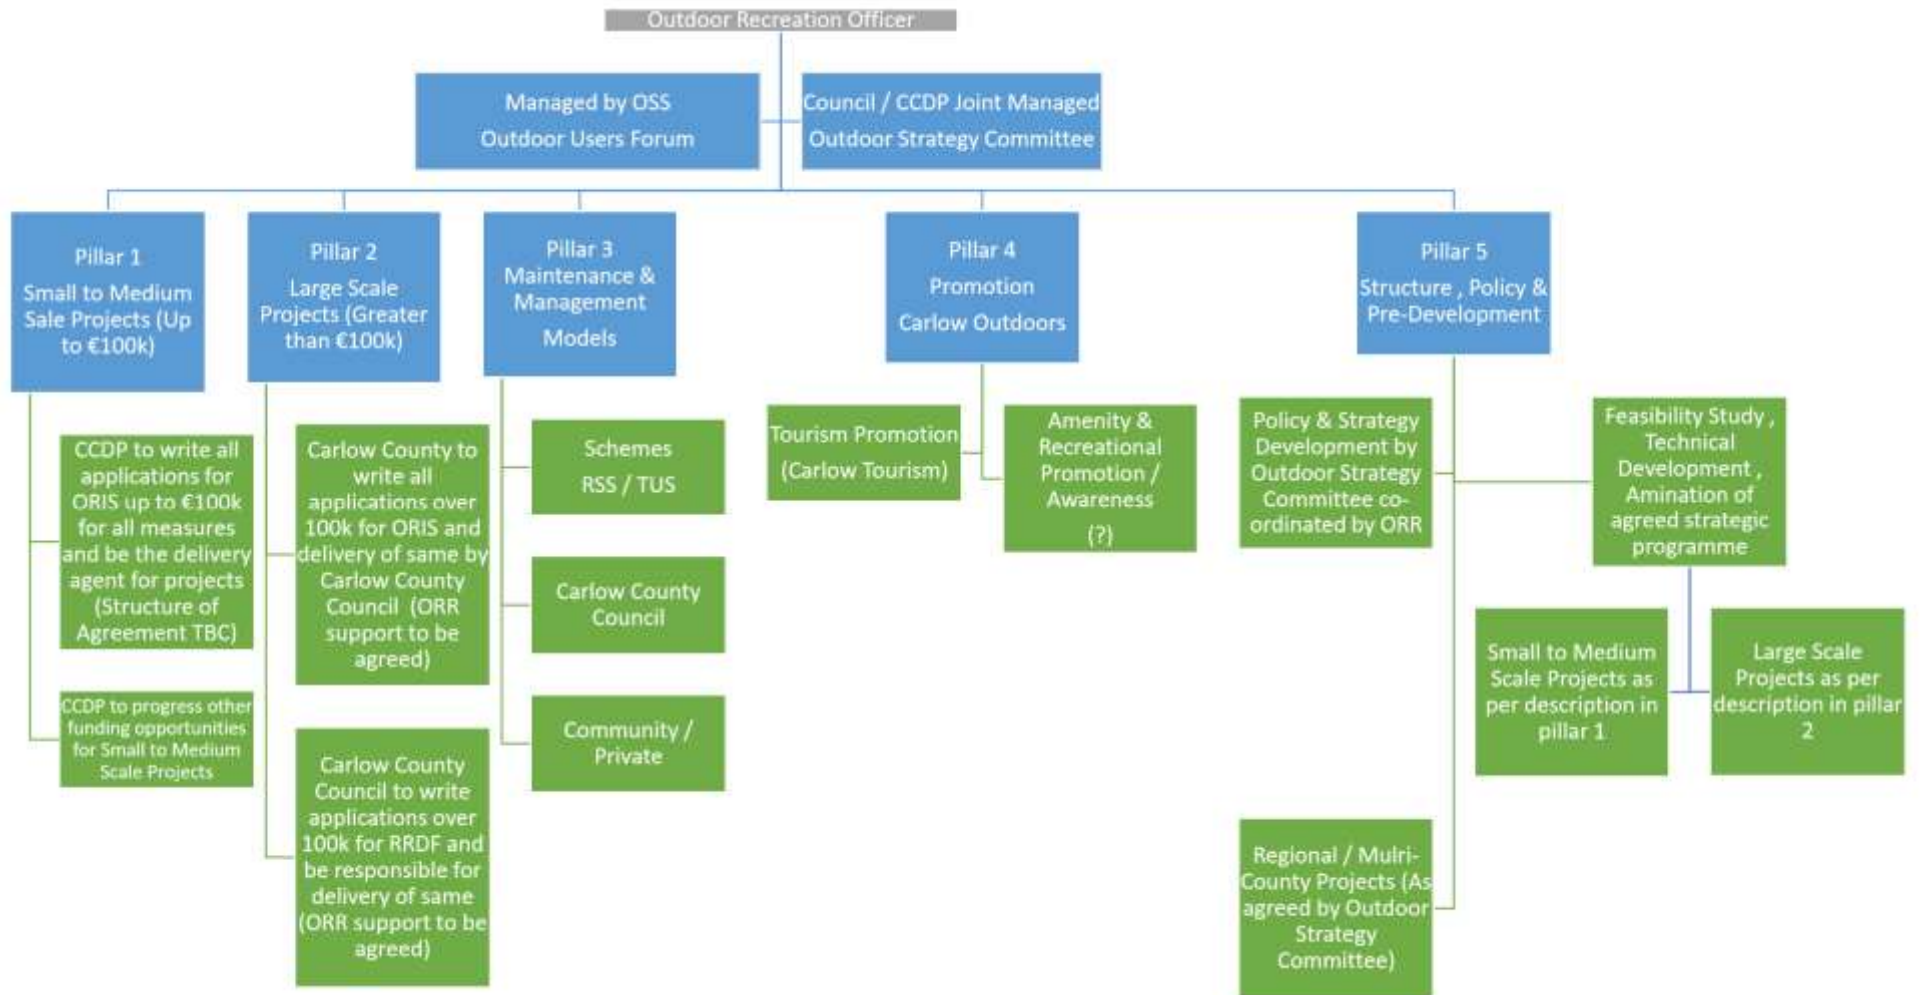 Outdoor Recreation Officer
Managed by OSS
Outdoor Users Forum
Council / CCDP Joint Managed
Outdoor Strategy Committee
Pillar 1
Small to Medium
Sale Projects (Up
to €100k)
Pillar 2
Large Scale
Projects (Greater
than €100k)
Pillar 3
Maintenance &
Management
Models
Pillar 4
Promotion
Carlow Outdoors
Pillar 5
Structure , Policy &
Pre-Development
CCDP to write all
applications for
ORIS up to €100k
for all measures
and be the delivery
agent for projects
(Structure of
Agreement TBC)
CCDP to progress other
funding opportunities
for Small to Medium
Scale Projects
Carlow County to
write all
applications over
100k for ORIS and
delivery of same by
Carlow County
Council (ORR
support to be
agreed)
Carlow County
Council to write
applications over
100k for RRDF and
be responsible for
delivery of same
(ORR support to be
agreed)
Schemes
RSS / TUS
Carlow County
Council
Community /
Private
Tourism Promotion
(Carlow Tourism)
Amenity &
Recreational
Promotion /
Awareness
(?)
Policy & Strategy
Development by
Outdoor Strategy
Committee co-
ordinated by ORR
Feasibility Study ,
Technical
Development ,
Amination of
agreed strategic
programme
Small to Medium
Scale Projects as
per description in
pillar 1
Large Scale
Projects as per
description in pillar
2
Regional / Mulri-
County Projects (As
agreed by Outdoor
Strategy
Committee)